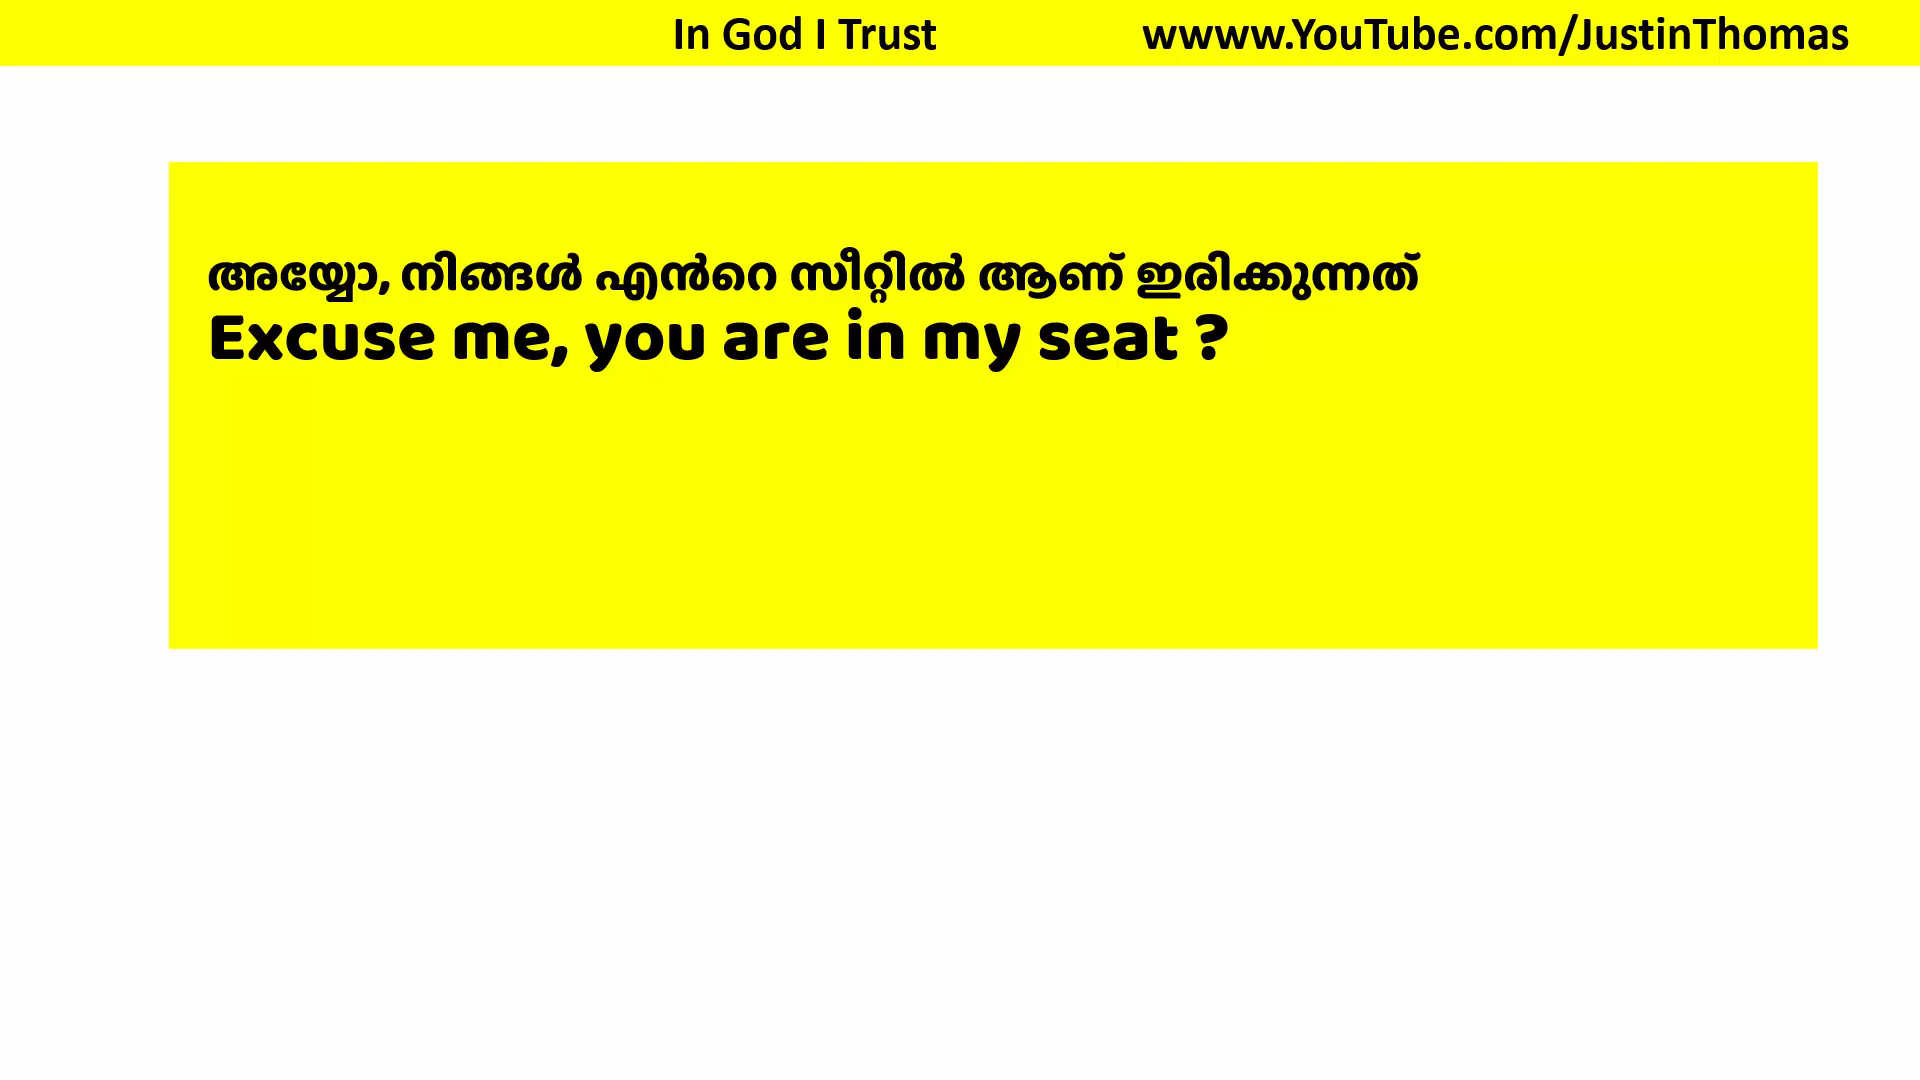 In God I Trust
wwww.YouTube.com/JustinThomas
അയ്യോ, നിങ്ങൾ എൻറെ സീറ്റിൽ ആണ് ഇരിക്കുന്നത്
Excuse me, you are in my seat ?